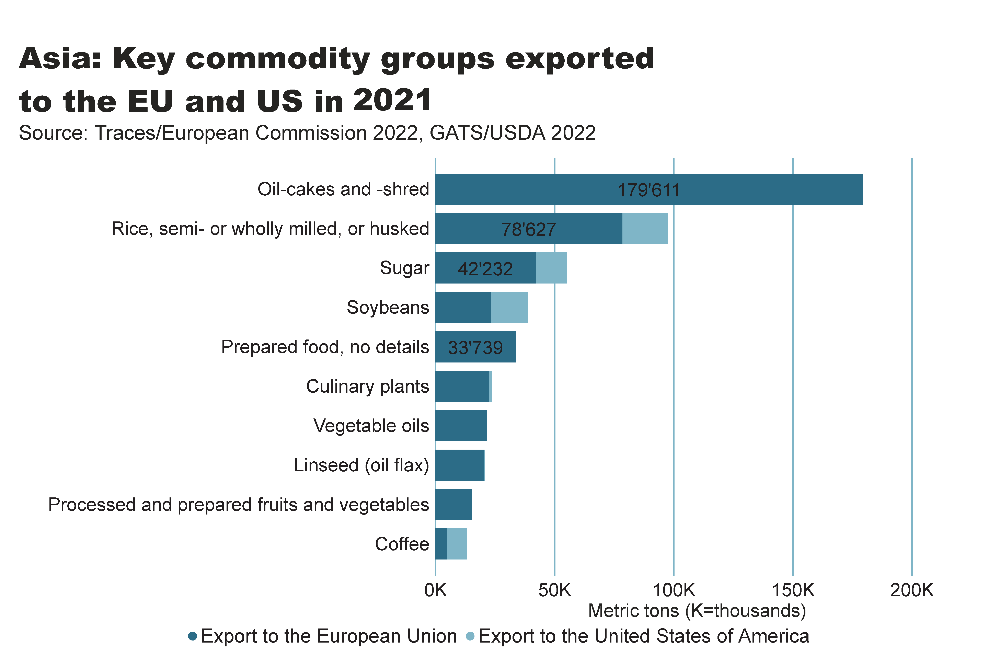 Asia: Key commodity groups exported
to the EU and US in 2021
Source: Traces/European Commission 2022, GATS/USDA 2022
Oil-cakes and -shred
179'611
Rice, semi- or wholly milled, or husked
78'627
Sugar
42'232
Soybeans
Prepared food, no details
33'739
Culinary plants
Vegetable oils
Linseed (oil flax)
Processed and prepared fruits and vegetables
Coffee
0K 50K 100K 150K 200K
Metric tons (K=thousands)
Export to the European Union Export to the United States of America